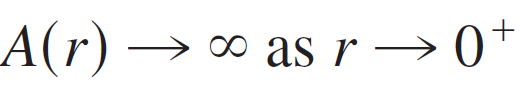 A(r) → ∞ as r → 0⁺